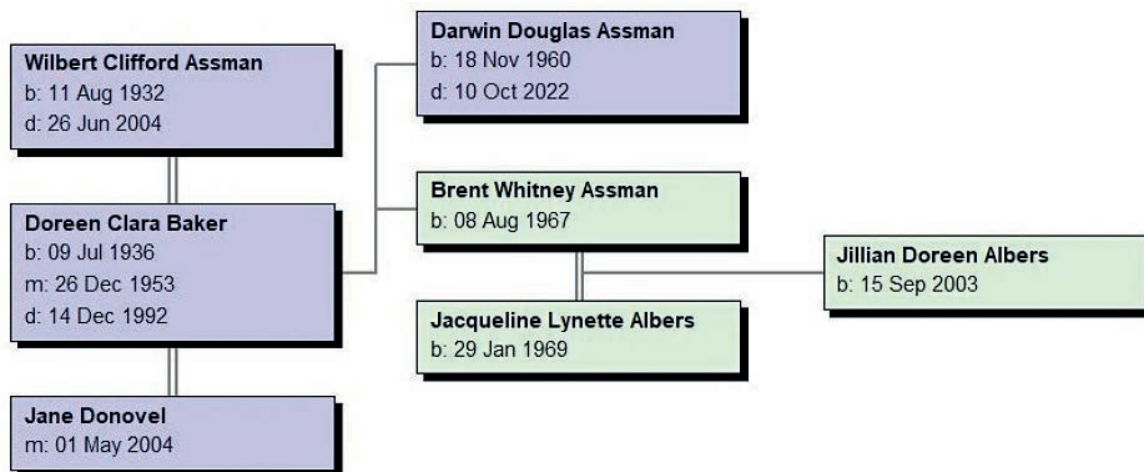 Wilbert Clifford Assman
b: 11 Aug 1932
d: 26 Jun 2004
Doreen Clara Baker
b: 09 Jul 1936
m: 26 Dec 1953
d: 14 Dec 1992
Jane Donovel
m: 01 May 2004
Darwin Douglas Assman
b: 18 Nov 1960
d: 10 Oct 2022
Brent Whitney Assman
b: 08 Aug 1967
Jacqueline Lynette Albers
b: 29 Jan 1969
Jillian Doreen Albers
b: 15 Sep 2003